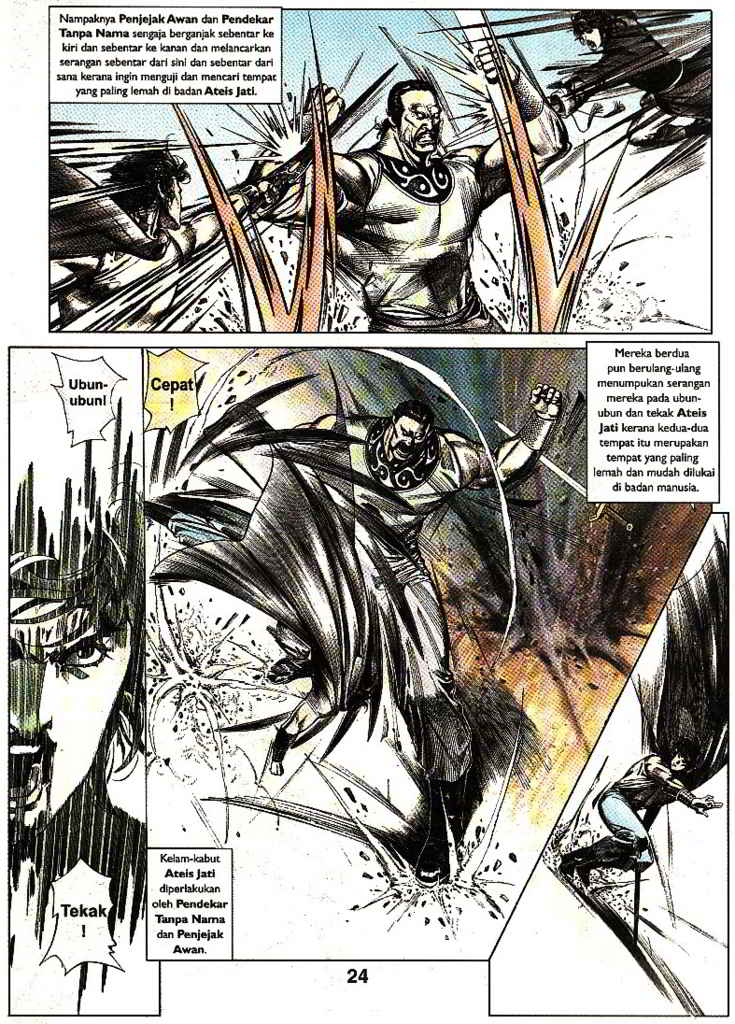 Nampaknya Penjejak Awan dan Pendekar
Tanpa Nama sengaja berganjak sebentar ke
kiri dan sebentar ke kanan dan melancarkan
serangan sebentar dari sini dan sebentar dari
sana kerana ingin menguji dan mencari tempat
yang paling lemah di badan Ateis Jati.
Ubun-
ubun!
Cepat
!
Mereka berdua
pun berulang-ulang
menumpukan serangan
mereka pada ubun-
ubun dan tekak Ateis
Jati kerana kedua-dua
tempat itu merupakan
tempat yang paling
lemah dan mudah dilukai
di badan manusia.
Tekak
!
Kelam-kabut
Ateis Jati
diperlakukan
oleh Pendekar
Tanpa Nama
dan Penjejak
Awan.
24